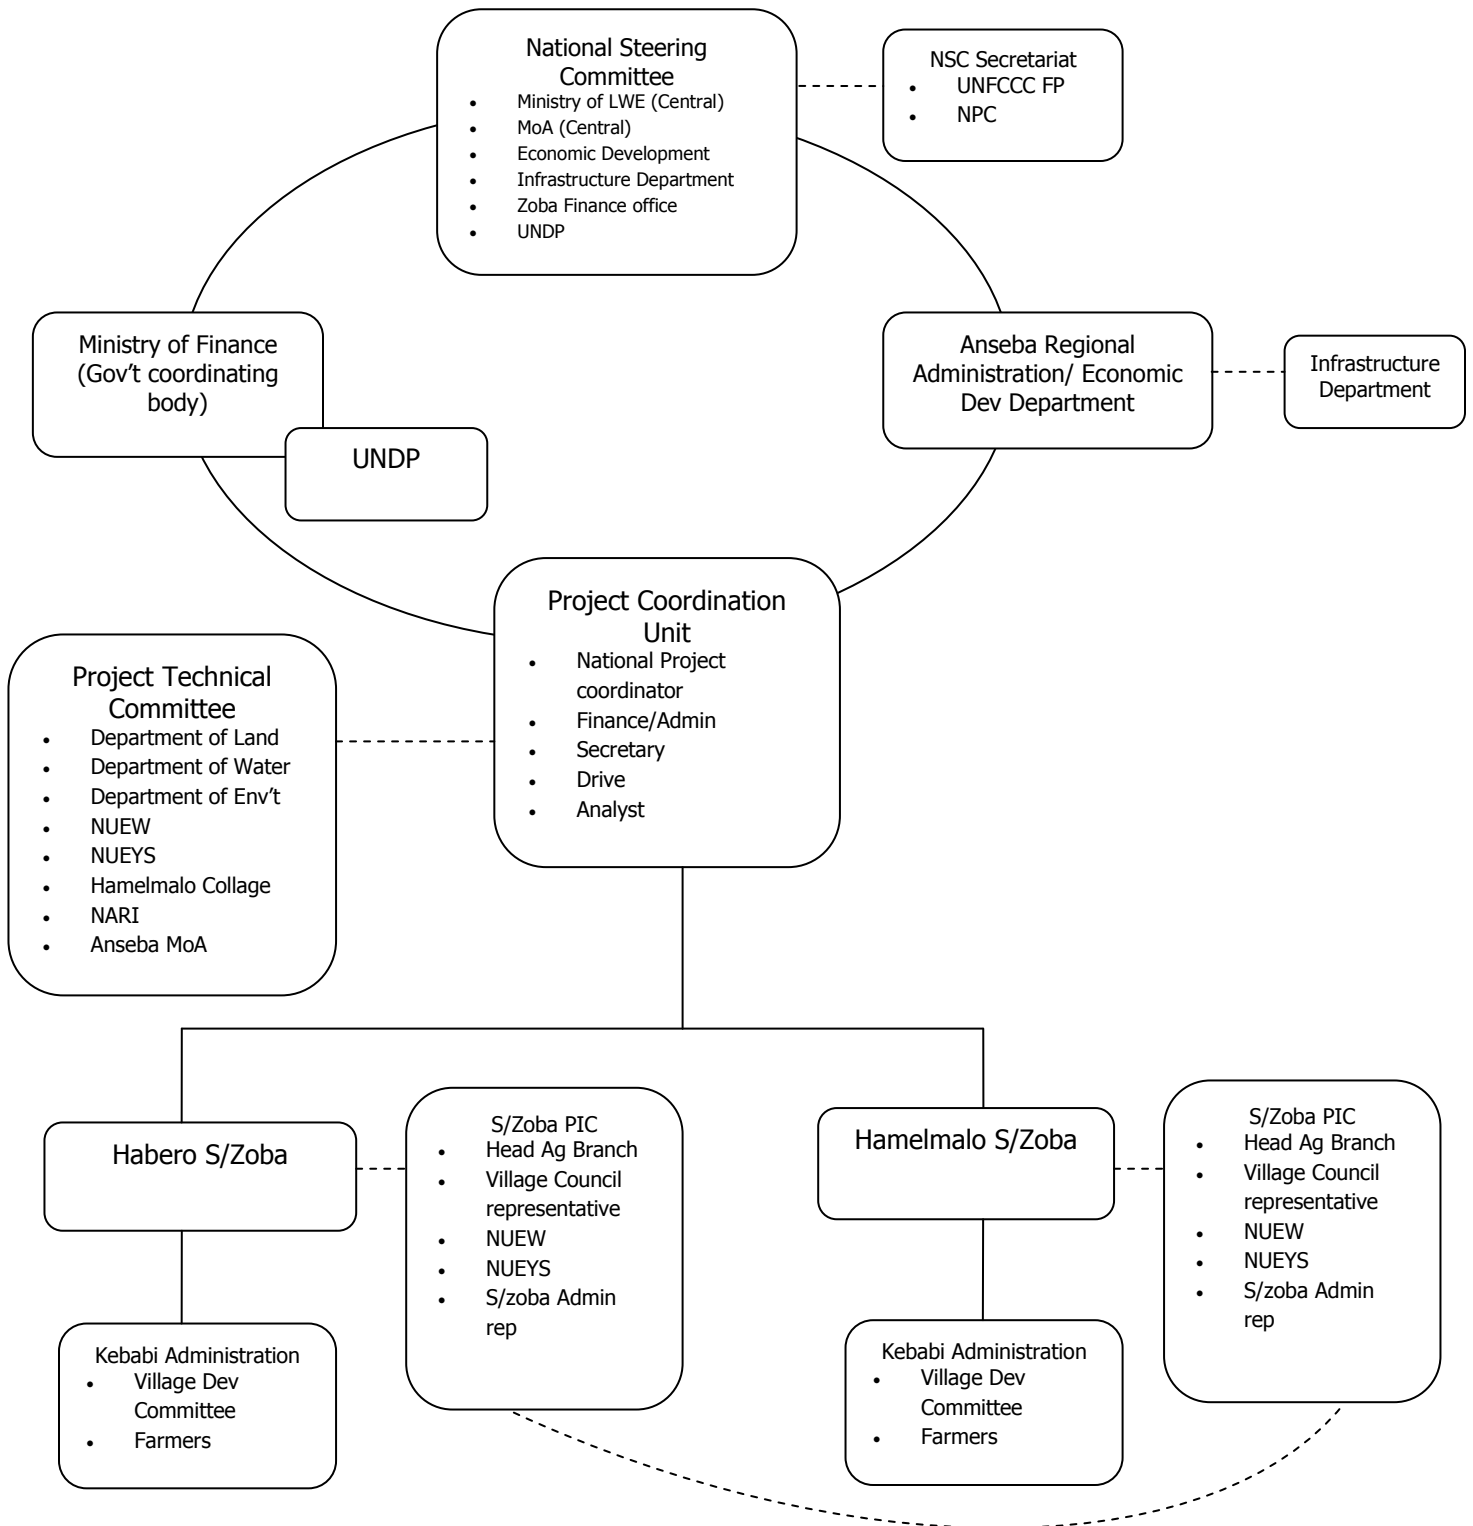 National Steering
Committee
• Ministry of LWE (Central)
• MoA (Central)
• Economic Development
• Infrastructure Department
• Zoba Finance office
• UNDP
NSC Secretariat
• UNFCCC FP
• NPC
Ministry of Finance
(Gov't coordinating
body)
UNDP
Anseba Regional
Administration/ Economic
Dev Department
Infrastructure
Department
Project Coordination
Unit
• National Project
coordinator
• Finance/Admin
• Secretary
• Drive
• Analyst
Project Technical
Committee
• Department of Land
• Department of Water
• Department of Env't
• NUEW
• NUEYS
• Hamelmalo Collage
• NARI
• Anseba MoA
Habero S/Zoba
S/Zoba PIC
• Head Ag Branch
• Village Council
representative
• NUEW
• NUEYS
• S/zoba Admin
rep
Hamelmalo S/Zoba
S/Zoba PIC
• Head Ag Branch
• Village Council
representative
• NUEW
• NUEYS
• S/zoba Admin
rep
Kebabi Administration
• Village Dev
Committee
• Farmers
Kebabi Administration
• Village Dev
Committee
• Farmers